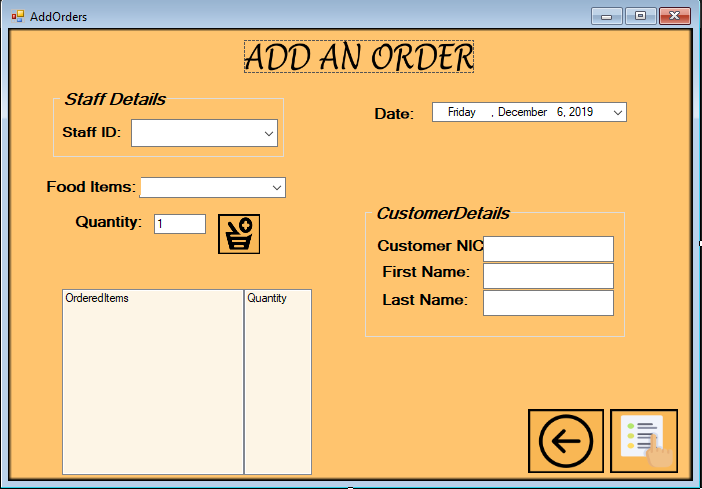 AddOrders
ADD AN ORDER
Staff Details
Staff ID:
Date:
Friday , December 6, 2019
Food Items:
Quantity:
1
CustomerDetails
Customer NIC
First Name:
Last Name:
OrderedItems
Quantity